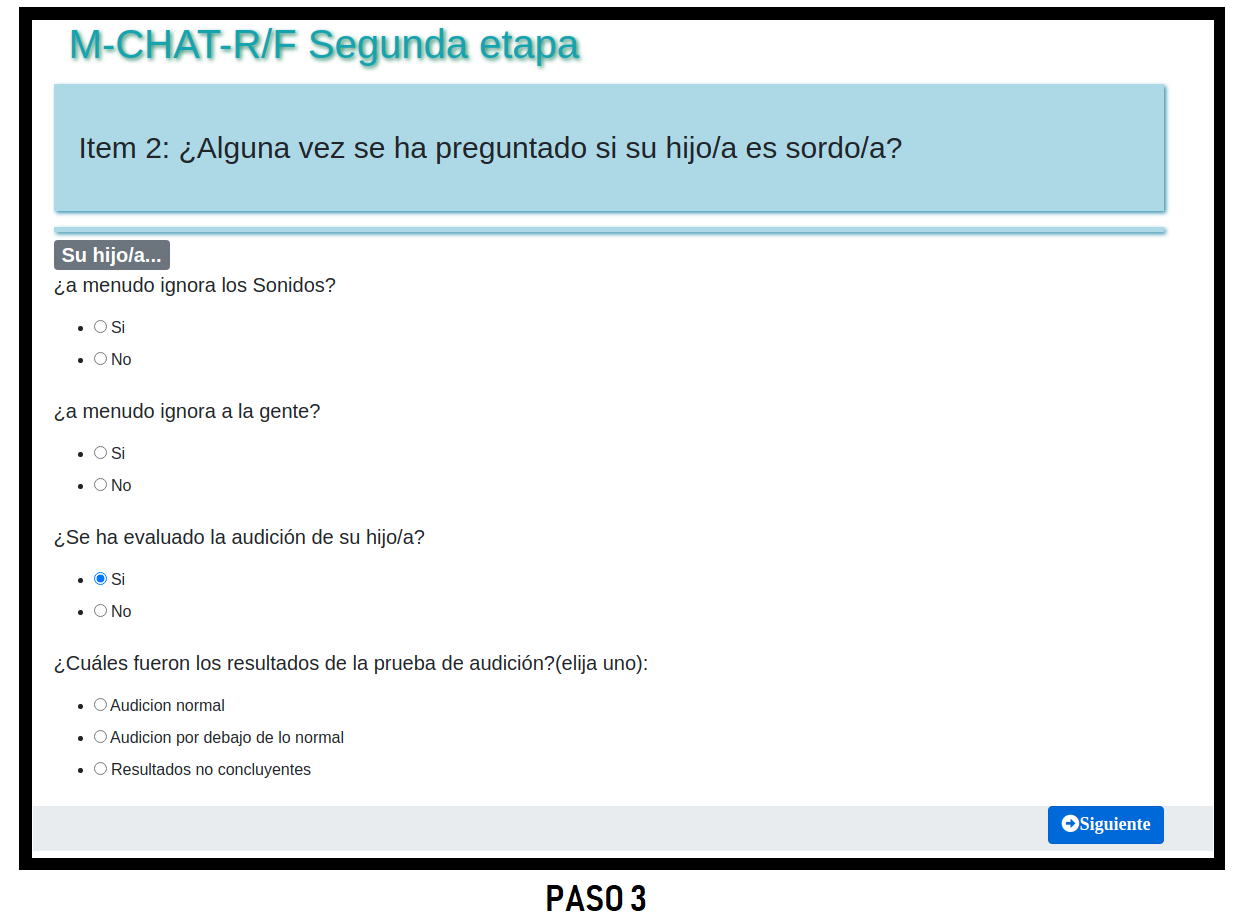 M-CHAT-R/F Segunda etapa
Item 2: ¿Alguna vez se ha preguntado si su hijo/a es sordo/a?
Su hijo/a...
¿a menudo ignora los Sonidos?
Si
No
¿a menudo ignora a la gente?
Si
No
¿Se ha evaluado la audición de su hijo/a?
Si
No
¿Cuáles fueron los resultados de la prueba de audición?(elija uno):
Audicion normal
Audicion por debajo de lo normal
Resultados no concluyentes
Siguiente
PASO 3